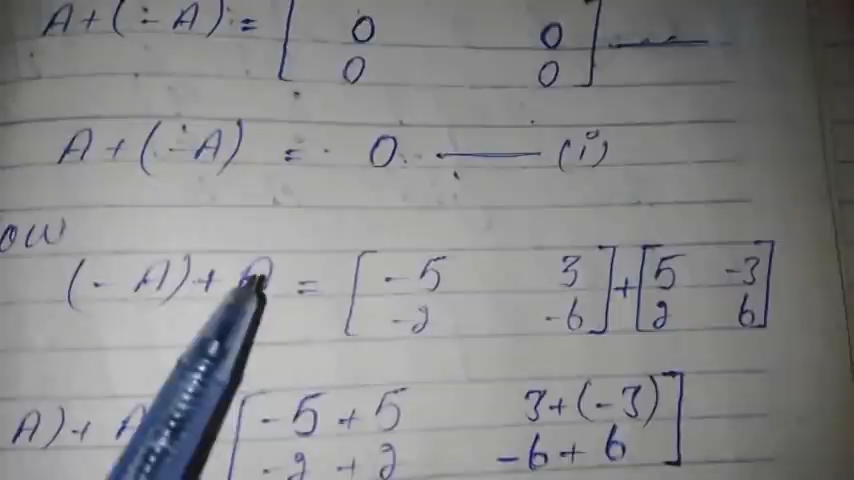 A + (-A) = [ 0 0
0 0 ]
A + (-A) = 0. —— (i)
ow
(-A) + A = [ -5 3 ] + [ 5 -3 ]
-2 -6 2 6
A) + A [ -5 + 5 3 + (-3) ]
-2 + 2 -6 + 6